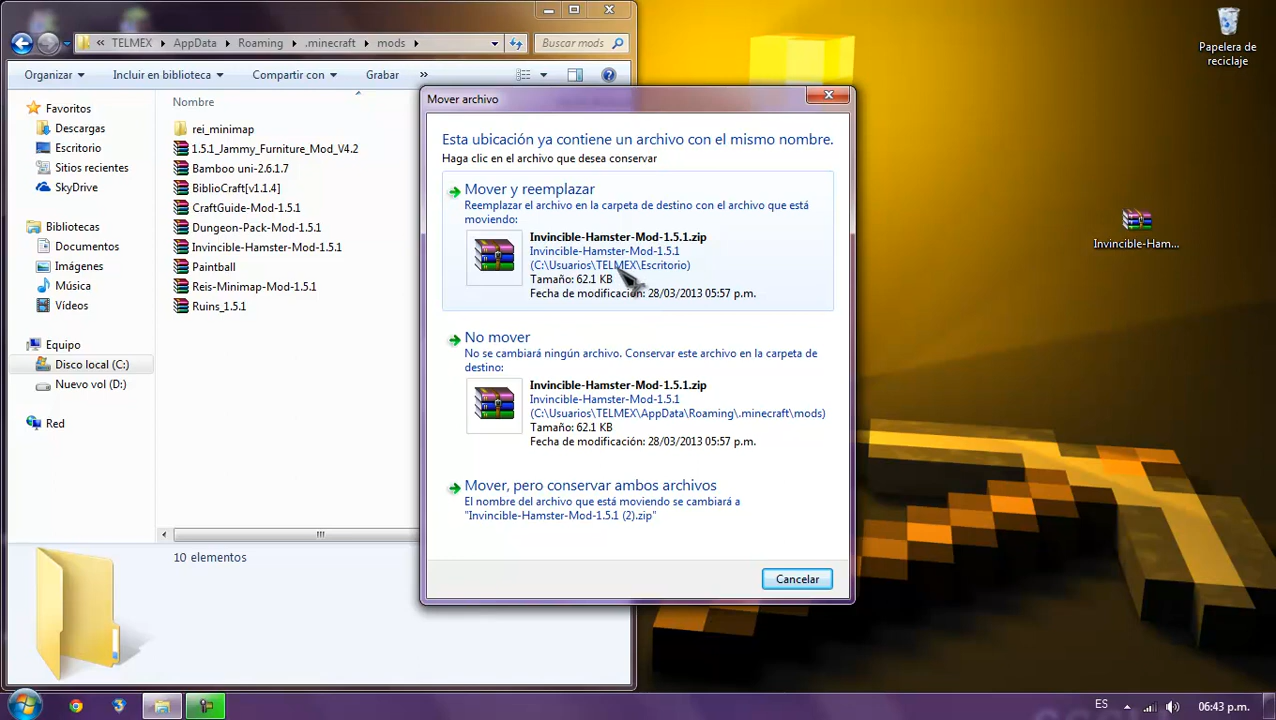 « TELMEX ▸ AppData ▸ Roaming ▸ .minecraft ▸ mods ▸
Buscar mods
Organizar
Incluir en biblioteca
Compartir con
Grabar
»
Favoritos
Descargas
Escritorio
Sitios recientes
SkyDrive
Bibliotecas
Documentos
Imágenes
Música
Vídeos
Equipo
Disco local (C:)
Nuevo vol (D:)
Red
Nombre
rei_minimap
1.5.1_Jammy_Furniture_Mod_V4.2
Bamboo uni-2.6.1.7
BiblioCraft[v1.1.4]
CraftGuide-Mod-1.5.1
Dungeon-Pack-Mod-1.5.1
Invincible-Hamster-Mod-1.5.1
Paintball
Reis-Minimap-Mod-1.5.1
Ruins_1.5.1
10 elementos
Mover archivo
Esta ubicación ya contiene un archivo con el mismo nombre.
Haga clic en el archivo que desea conservar
Mover y reemplazar
Reemplazar el archivo en la carpeta de destino con el archivo que está
moviendo:
Invincible-Hamster-Mod-1.5.1.zip
Invincible-Hamster-Mod-1.5.1
(C:\Usuarios\TELMEX\Escritorio)
Tamaño: 62.1 KB
Fecha de modificación: 28/03/2013 05:57 p.m.
No mover
No se cambiará ningún archivo. Conservar este archivo en la carpeta de
destino:
Invincible-Hamster-Mod-1.5.1.zip
Invincible-Hamster-Mod-1.5.1
(C:\Usuarios\TELMEX\AppData\Roaming\.minecraft\mods)
Tamaño: 62.1 KB
Fecha de modificación: 28/03/2013 05:57 p.m.
Mover, pero conservar ambos archivos
El nombre del archivo que está moviendo se cambiará a
"Invincible-Hamster-Mod-1.5.1 (2).zip"
Cancelar
Papelera de
reciclaje
Invincible-Ham...
ES
06:43 p.m.